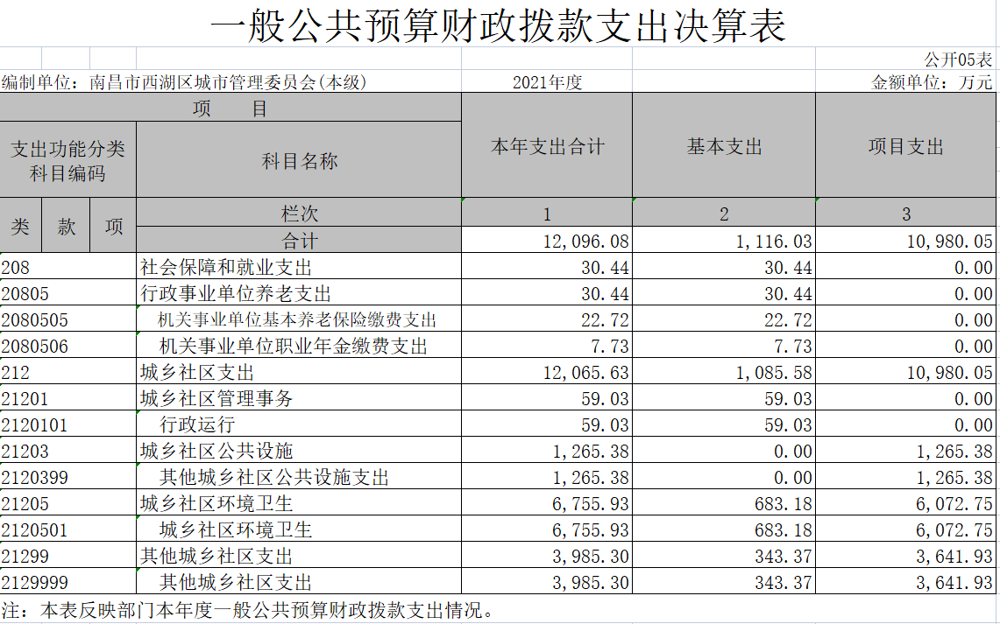 一般公共预算财政拨款支出决算表
公开05表
编制单位：南昌市西湖区城市管理委员会(本级) 2021年度 金额单位：万元
项 目 本年支出合计 基本支出 项目支出
支出功能分类科目编码 科目名称
类 款 项 栏次 1 2 3
合计 12,096.08 1,116.03 10,980.05
208 社会保障和就业支出 30.44 30.44 0.00
20805 行政事业单位养老支出 30.44 30.44 0.00
2080505 机关事业单位基本养老保险缴费支出 22.72 22.72 0.00
2080506 机关事业单位职业年金缴费支出 7.73 7.73 0.00
212 城乡社区支出 12,065.63 1,085.58 10,980.05
21201 城乡社区管理事务 59.03 59.03 0.00
2120101 行政运行 59.03 59.03 0.00
21203 城乡社区公共设施 1,265.38 0.00 1,265.38
2120399 其他城乡社区公共设施支出 1,265.38 0.00 1,265.38
21205 城乡社区环境卫生 6,755.93 683.18 6,072.75
2120501 城乡社区环境卫生 6,755.93 683.18 6,072.75
21299 其他城乡社区支出 3,985.30 343.37 3,641.93
2129999 其他城乡社区支出 3,985.30 343.37 3,641.93
注：本表反映部门本年度一般公共预算财政拨款支出情况。